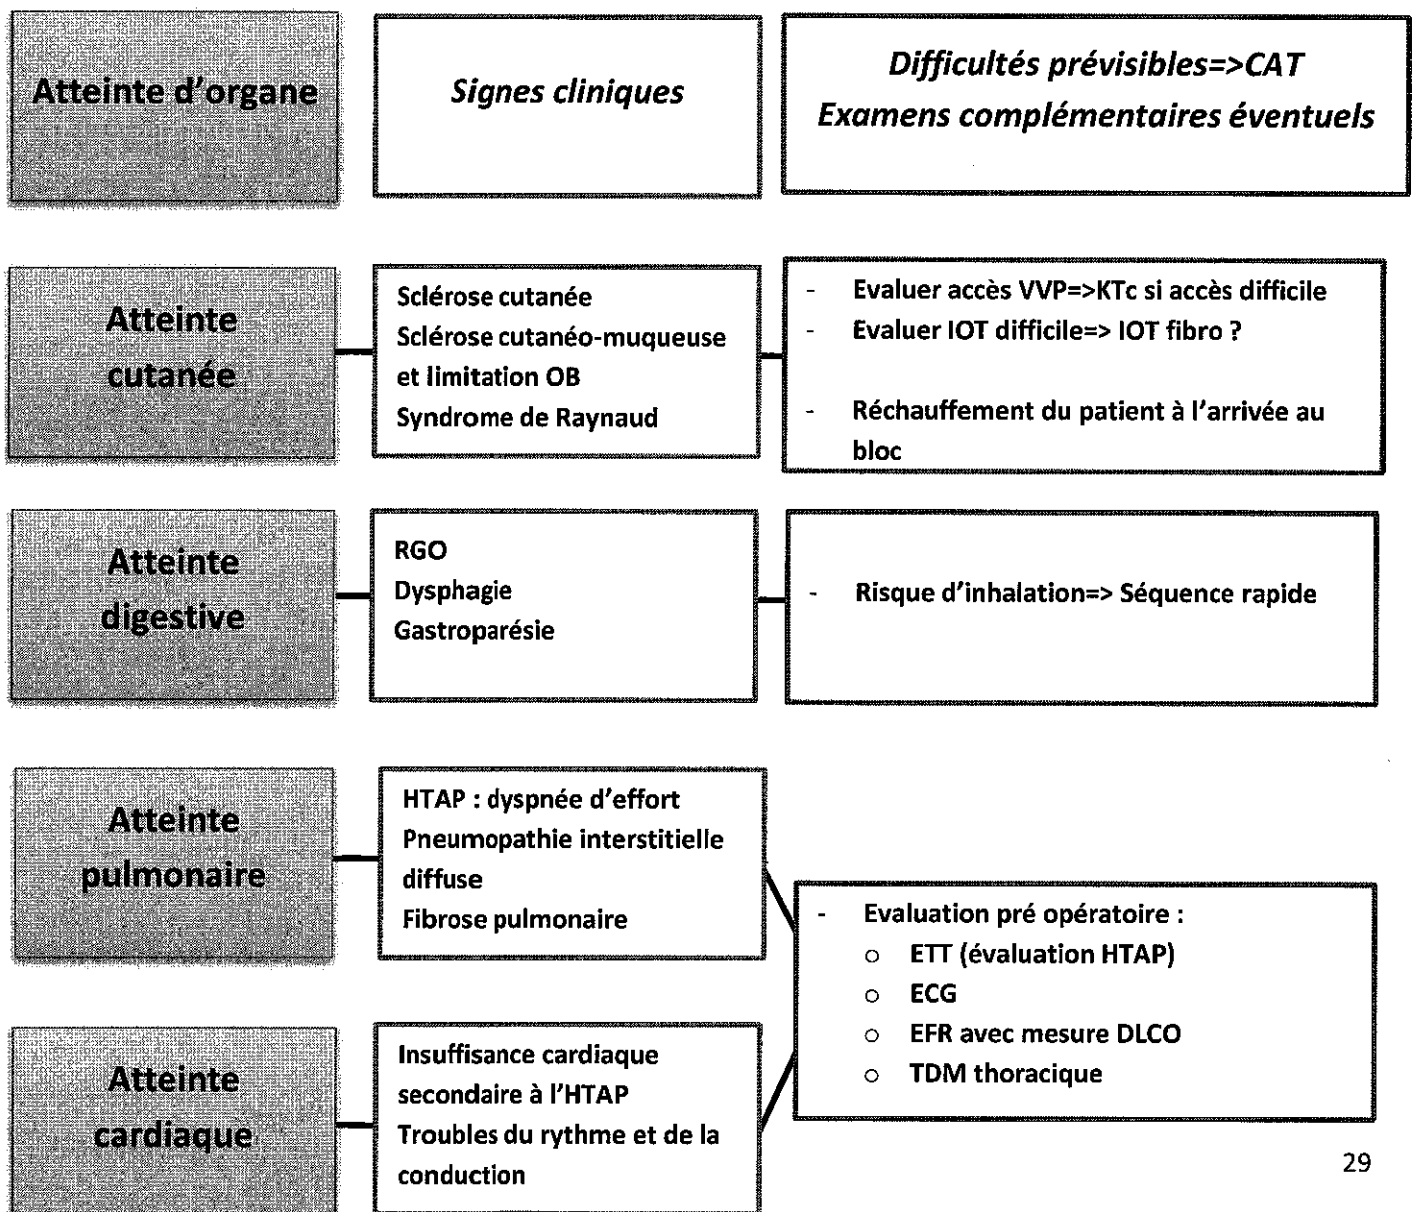 Atteinte d'organe
Signes cliniques
Difficultés prévisibles=>CAT
Examens complémentaires éventuels
Atteinte
cutanée
Sclérose cutanée
Sclérose cutanéo-muqueuse
et limitation OB
Syndrome de Raynaud
- Evaluer accès VVP=>KTc si accès difficile
- Evaluer IOT difficile=> IOT fibro ?
- Réchauffement du patient à l'arrivée au
bloc
Atteinte
digestive
RGO
Dysphagie
Gastroparésie
- Risque d'inhalation=> Séquence rapide
Atteinte
pulmonaire
HTAP : dyspnée d'effort
Pneumopathie interstitielle
diffuse
Fibrose pulmonaire
Atteinte
cardiaque
Insuffisance cardiaque
secondaire à l'HTAP
Troubles du rythme et de la
conduction
- Evaluation pré opératoire :
o ETT (évaluation HTAP)
o ECG
o EFR avec mesure DLCO
o TDM thoracique
29